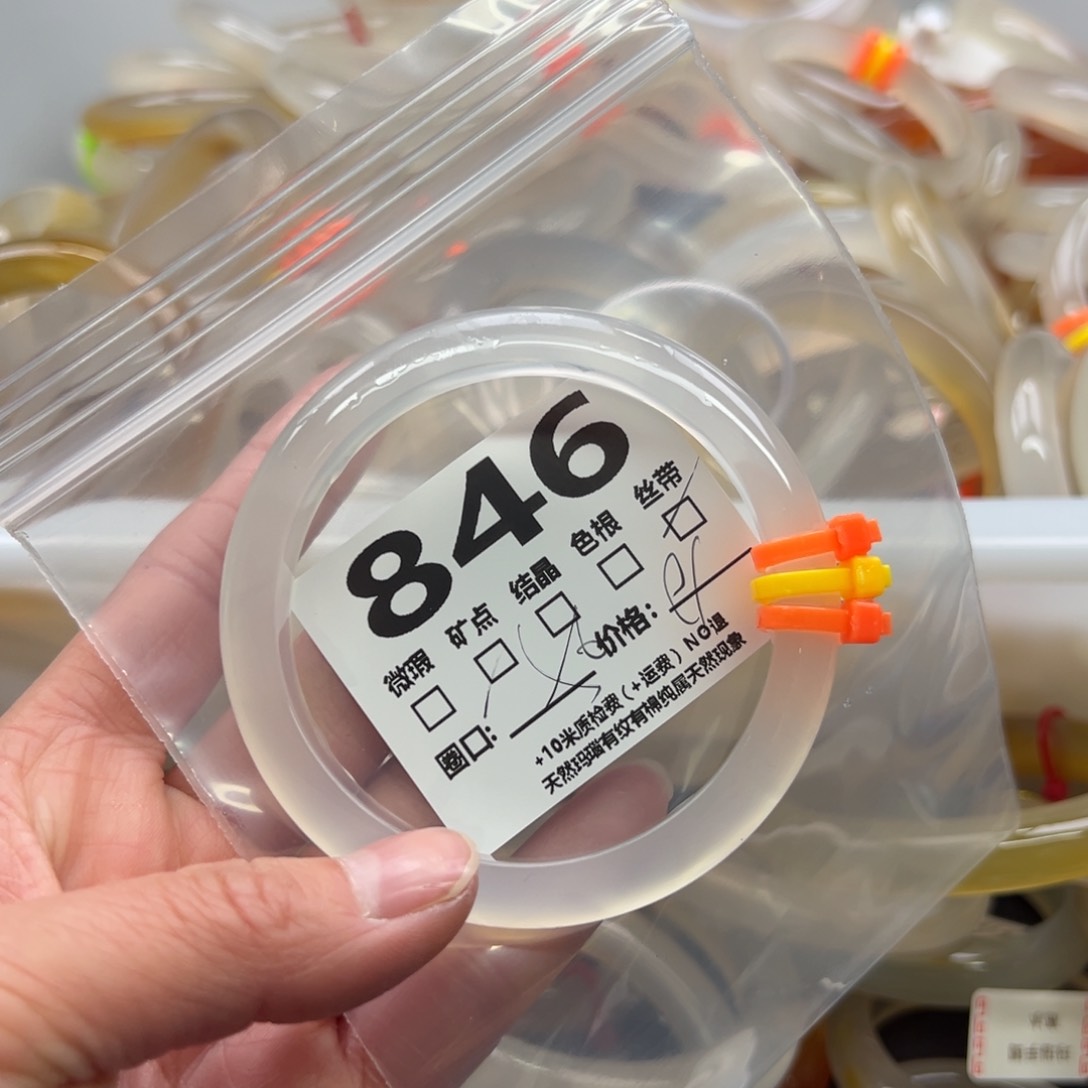 846
微瑕 矿点 结晶 色根 丝带
圈口: 价格:
+10米质检费(+运费)NO退
天然玛瑙有纹有棉纯属天然现象